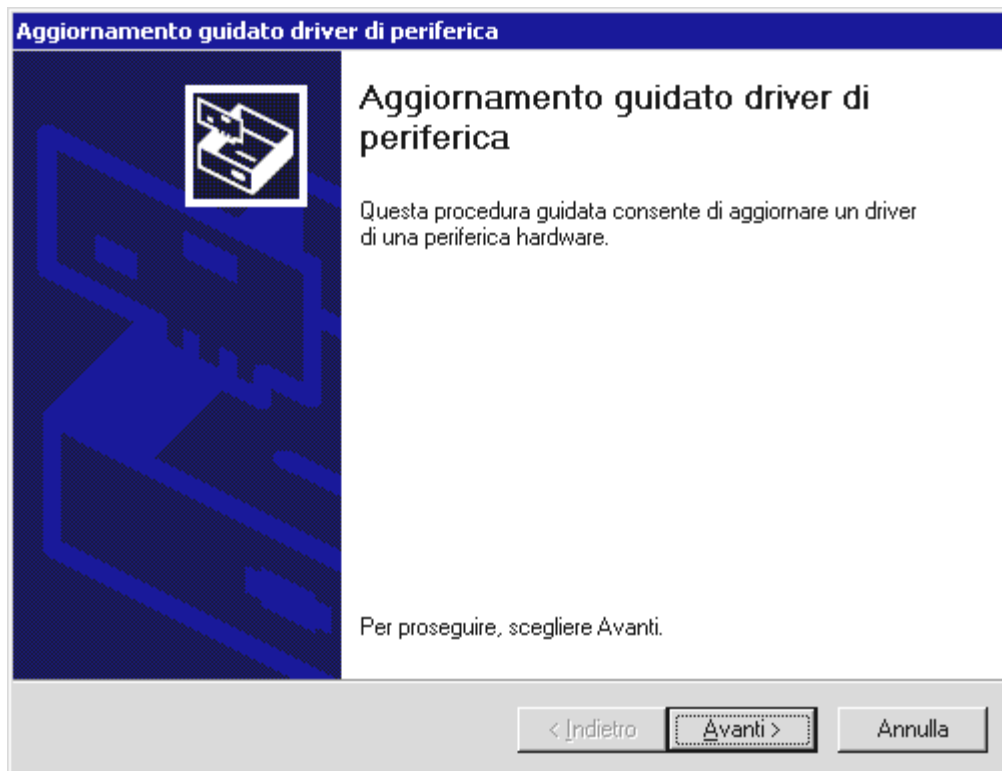 Aggiornamento guidato driver di periferica
Aggiornamento guidato driver di
periferica
Questa procedura guidata consente di aggiornare un driver
di una periferica hardware.
Per proseguire, scegliere Avanti.
< Indietro
Avanti >
Annulla